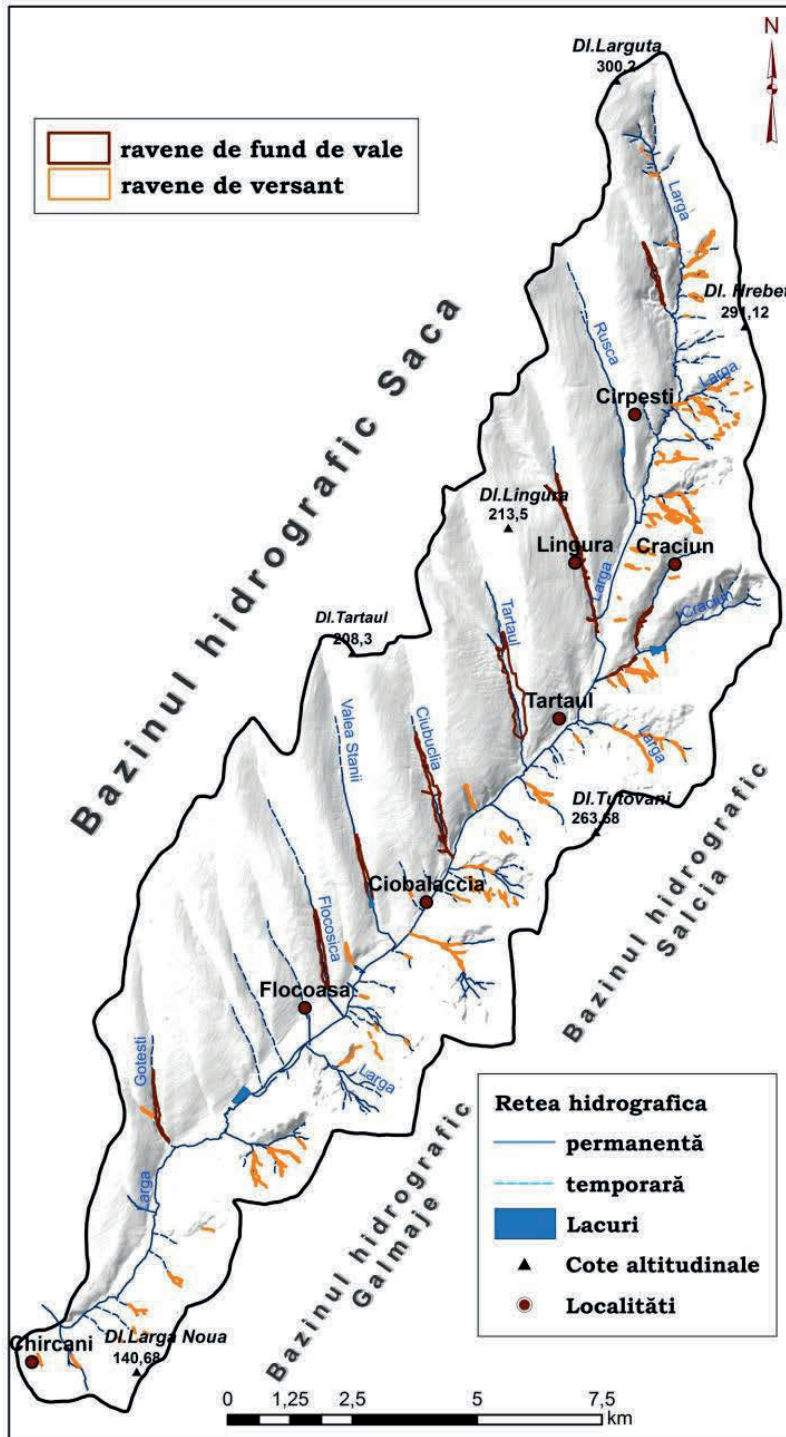 Dl.Larguta
300,2
N
ravene de fund de vale
ravene de versant
Larga
Dl. Hrebet
291,12
Rusca
Larga
Cirpesti
Bazinul hidrografic Saca
Dl.Lingura
213,5
Lingura
Craciun
Larga
Craciun
Tartaul
Dl.Tartaul
208,3
Tartaul
Valea Stanii
Ciubuclia
Larga
Dl.Tutovani
263,68
Bazinul hidrografic
Salcia
Ciobalaccia
Flocosica
Flocoasa
Gotesti
Larga
Larga
Bazinul hidrografic
Galmaje
Retea hidrografica
permanentă
temporară
Lacuri
Cote altitudinale
Localităti
Chircani
Dl.Larga Noua
140,68
0 1,25 2,5 5 7,5
km